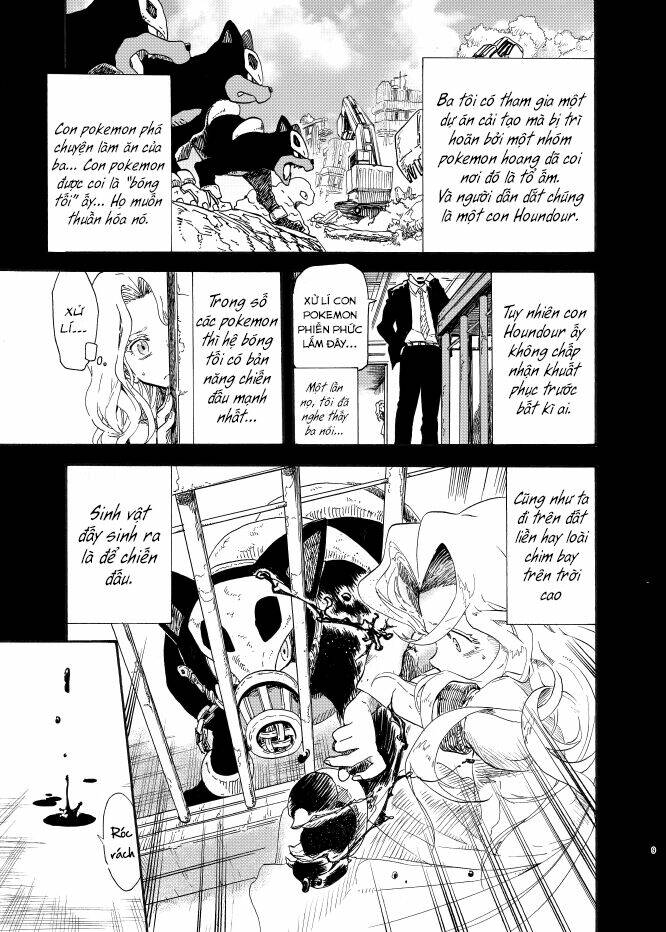 Ba tôi có tham gia một
dự án cải tạo mà bị trì
hoãn bởi một nhóm
pokemon hoang dã coi
nơi đó là tổ ấm.
Và người dẫn dắt chúng
là một con Houndour.
Con pokemon phá
chuyện làm ăn của
ba... Con pokemon
được coi là "bóng
tối" ấy... Họ muốn
thuần hóa nó.
Tuy nhiên con
Houndour ấy
không chấp
nhận khuất
phục trước
bất kì ai.
XỬ LÍ CON
POKEMON
PHIỀN PHỨC
LẮM ĐÂY...
Một lần
nọ, tôi đã
nghe thấy
ba nói...
Trong số
các pokemon
thì hệ bóng
tối có bản
năng chiến
đấu mạnh
nhất...
XỬ
LÍ...
Cũng như ta
đi trên đất
liền hay loài
chim bay
trên trời
cao
Sinh vật
đấy sinh ra
là để chiến
đấu.
Róc
rách
0